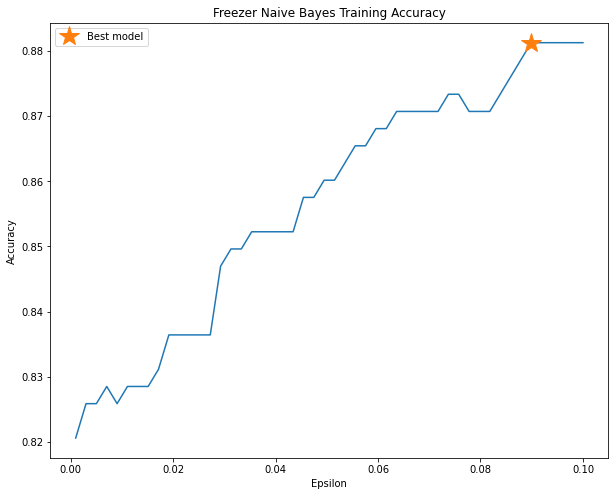 Freezer Naive Bayes Training Accuracy
Best model
0.88
0.87
0.86
0.85
0.84
0.83
0.82
Accuracy
0.00 0.02 0.04 0.06 0.08 0.10
Epsilon